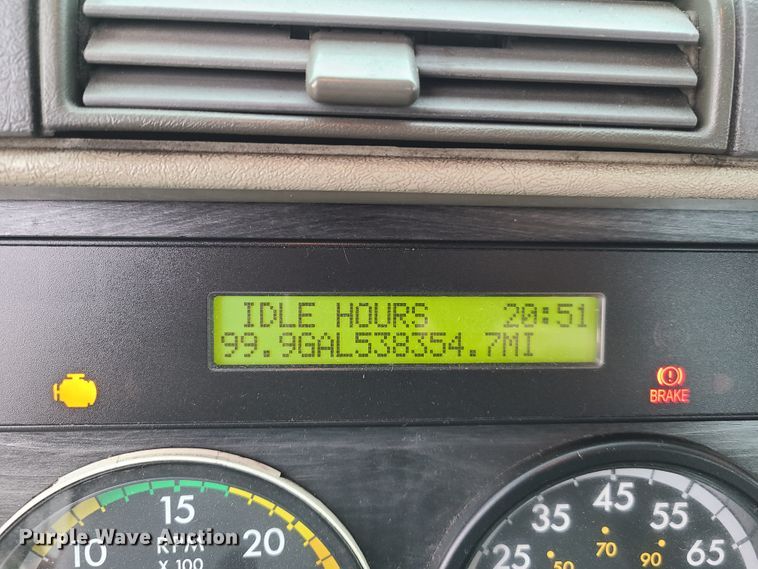 IDLE HOURS 20:51
99.9GAL538354.7MI
BRAKE
10 15 20
RPM
X 100
25 35 45 55 65
50 70 90
Purple Wave Auction